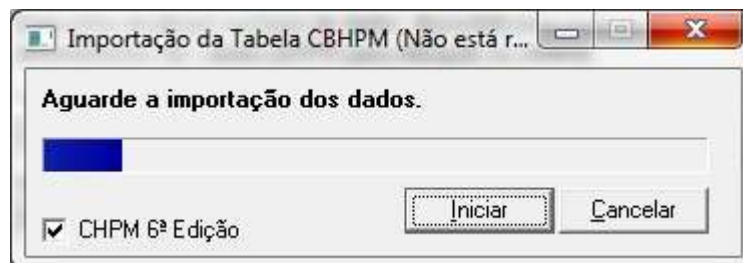 Importação da Tabela CBHPM (Não está r...
Aguarde a importação dos dados.
Iniciar
Cancelar
CHPM 6ª Edição